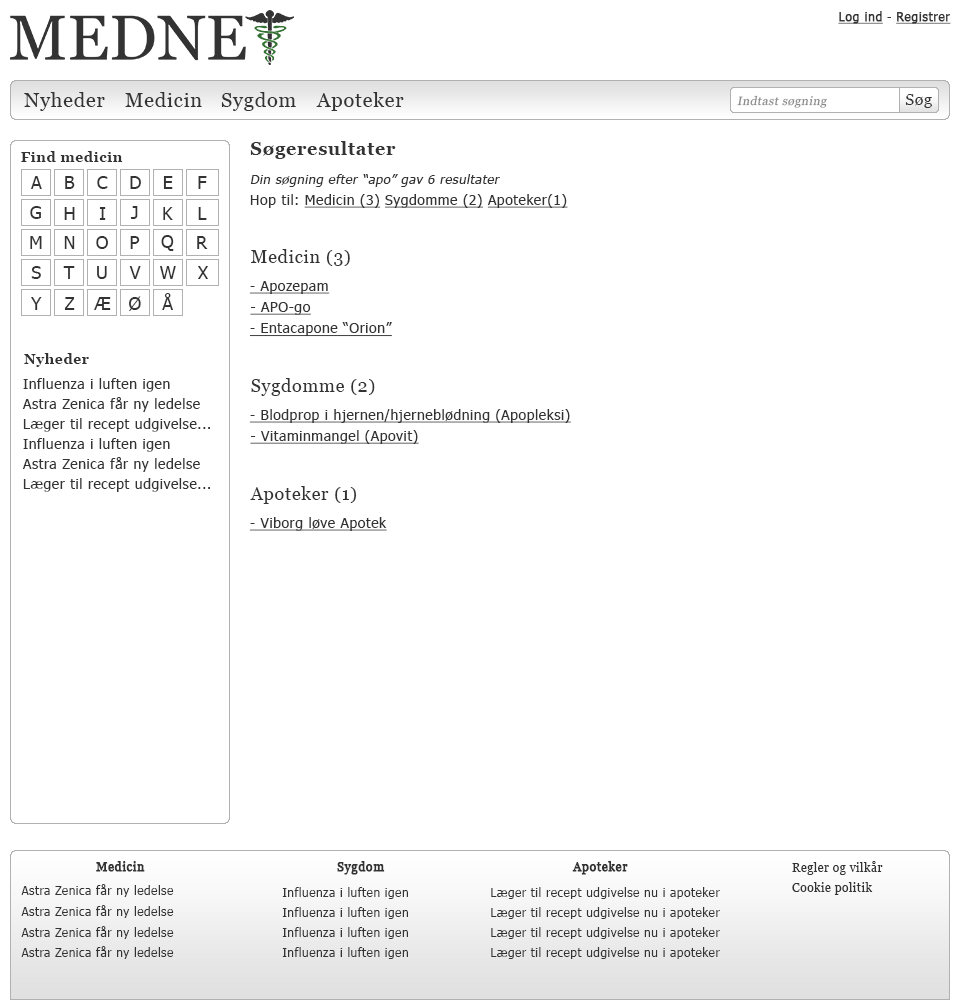 MEDNE
Log ind - Registrer
Nyheder Medicin Sygdom Apoteker
Indtast søgning Søg
Find medicin
A B C D E F
G H I J K L
M N O P Q R
S T U V W X
Y Z Æ Ø Å
Nyheder
Influenza i luften igen
Astra Zenica får ny ledelse
Læger til recept udgivelse...
Influenza i luften igen
Astra Zenica får ny ledelse
Læger til recept udgivelse...
Søgeresultater
Din søgning efter “apo” gav 6 resultater
Hop til: Medicin (3) Sygdomme (2) Apoteker(1)
Medicin (3)
- Apozepam
- APO-go
- Entacapone “Orion”
Sygdomme (2)
- Blodprop i hjernen/hjerneblødning (Apopleksi)
- Vitaminmangel (Apovit)
Apoteker (1)
- Viborg løve Apotek
Medicin
Astra Zenica får ny ledelse
Astra Zenica får ny ledelse
Astra Zenica får ny ledelse
Astra Zenica får ny ledelse
Sygdom
Influenza i luften igen
Influenza i luften igen
Influenza i luften igen
Influenza i luften igen
Apoteker
Læger til recept udgivelse nu i apoteker
Læger til recept udgivelse nu i apoteker
Læger til recept udgivelse nu i apoteker
Læger til recept udgivelse nu i apoteker
Regler og vilkår
Cookie politik